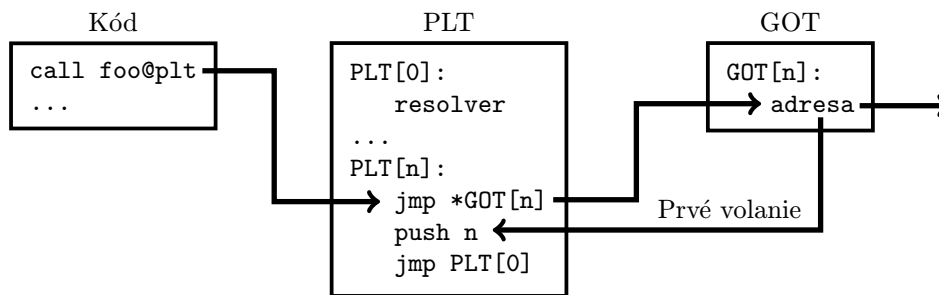 Kód
call foo@plt
...
PLT
PLT[0]:
resolver
...
PLT[n]:
jmp *GOT[n]
push n
jmp PLT[0]
GOT
GOT[n]:
adresa
Prvé volanie